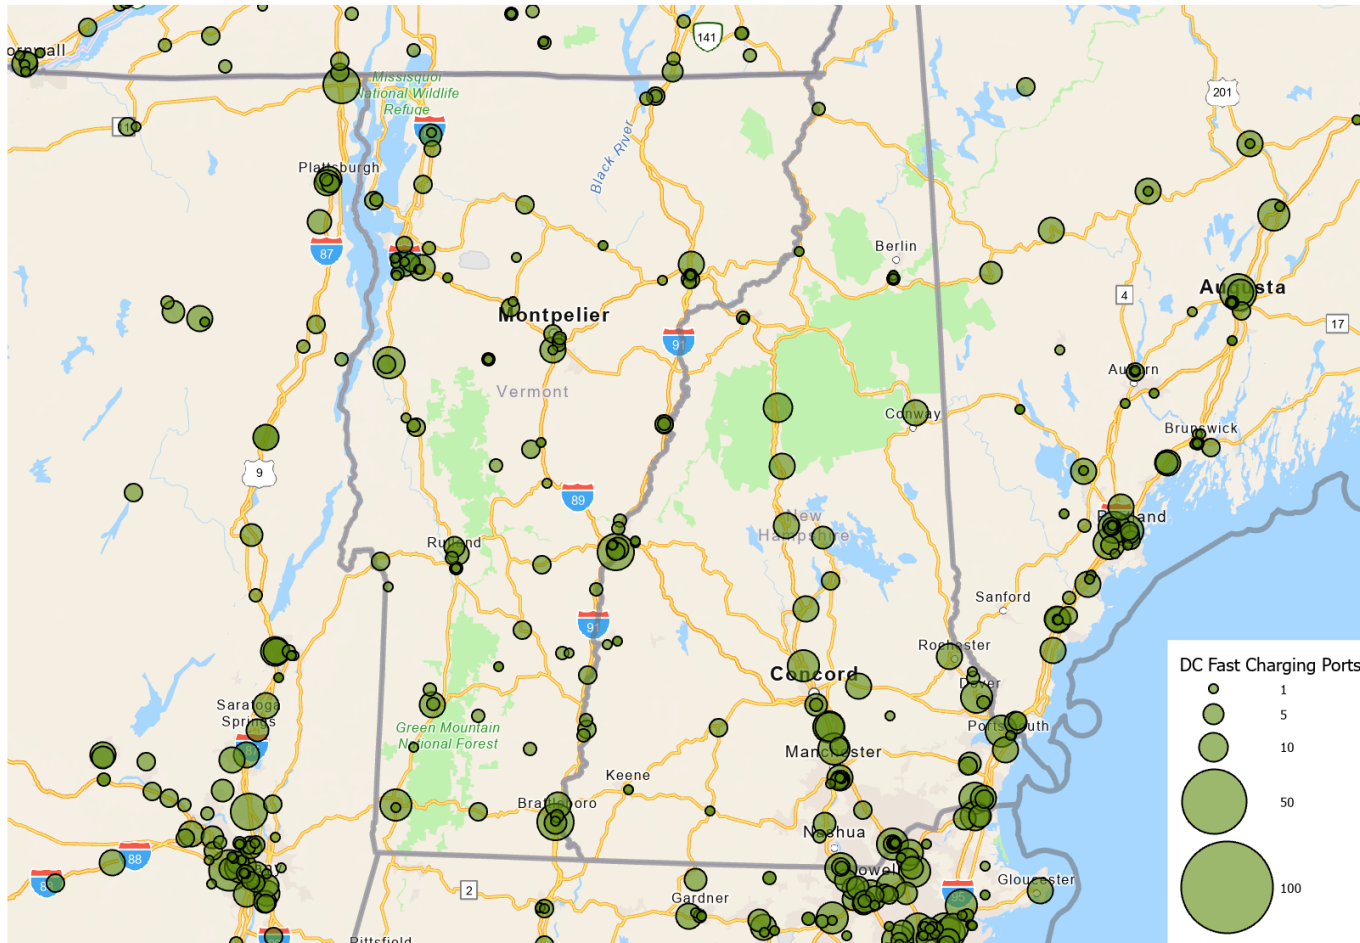 141
ornwall
Missisquoi
National Wildlife
Refuge
201
Black River
Plattsburgh
87
Berlin
Augusta
4
17
Montpelier
91
Auburn
Vermont
Conway
Brunswick
9
89
New
Hampshire
Portland
Rutland
Sanford
91
Rochester
Concord
Dover
Saratoga
Springs
Portsmouth
Green Mountain
National Forest
Manchester
Keene
Brattleboro
Nashua
88
2
Gardner
Lowell
Gloucester
95
Pittsfield
DC Fast Charging Ports
1
5
10
50
100